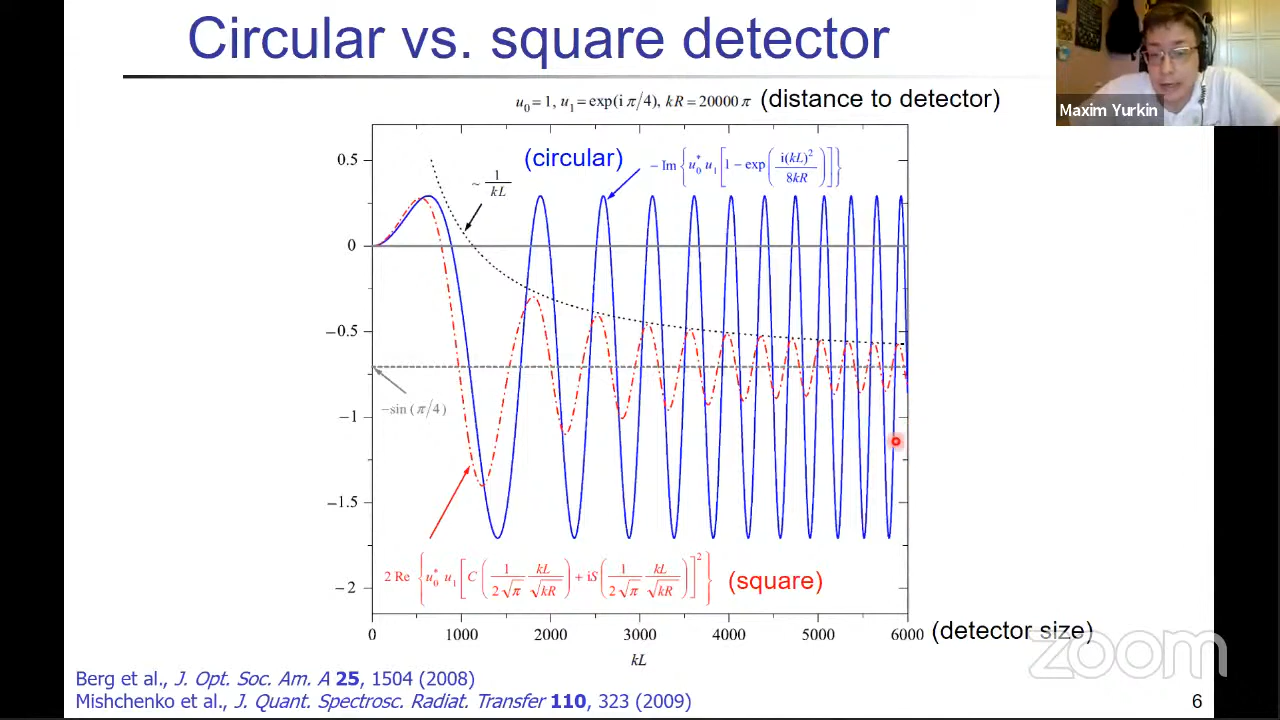 Circular vs. square detector
Maxim Yurkin
u₀ = 1, u₁ = exp(i π/4), kR = 20000 π (distance to detector)
(circular)
− Im { u₀* u₁ [ 1 − exp ( i(kL)² / 8kR ) ] }
~ 1/kL
0.5
0
−0.5
−1
−1.5
−2
−sin (π/4)
2 Re { u₀* u₁ [ C ( 1/(2√π) kL/√kR ) + iS ( 1/(2√π) kL/√kR ) ]² }
(square)
0 1000 2000 3000 4000 5000 6000
(detector size)
kL
zoom
Berg et al., J. Opt. Soc. Am. A 25, 1504 (2008)
Mishchenko et al., J. Quant. Spectrosc. Radiat. Transfer 110, 323 (2009)
6